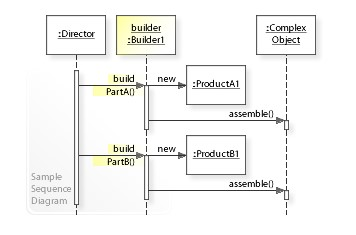 :Director
builder
:Builder1
:Complex
Object
build
PartA()
new
:ProductA1
assemble()
build
PartB()
new
:ProductB1
assemble()
Sample
Sequence
Diagram